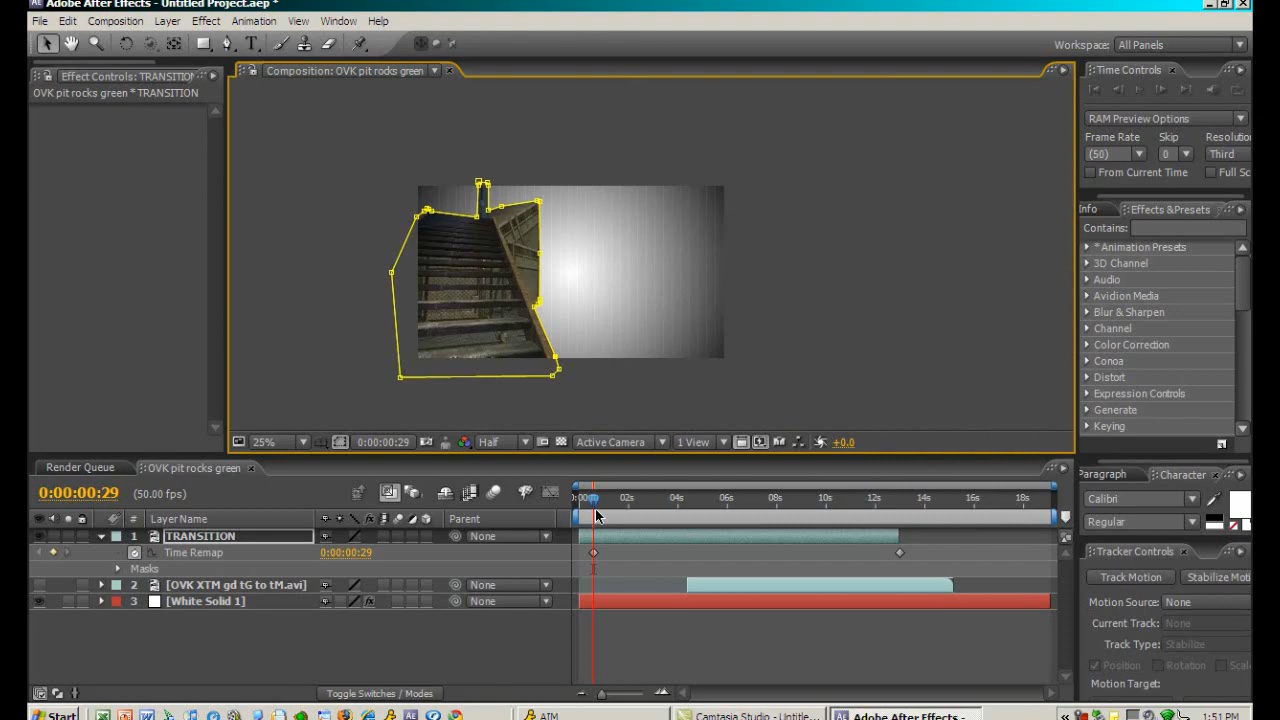 Adobe After Effects - Untitled Project.aep *
File Edit Composition Layer Effect Animation View Window Help
Workspace: All Panels
Effect Controls: TRANSITION
Composition: OVK pit rocks green
Time Controls
OVK pit rocks green * TRANSITION
RAM Preview Options
Frame Rate Skip Resolution
(50) 0 Third
From Current Time Full Sc
Info Effects & Presets
Contains:
* Animation Presets
3D Channel
Audio
Avidion Media
Blur & Sharpen
Channel
Color Correction
Conoa
Distort
Expression Controls
Generate
Keying
25% 0:00:00:29 Half Active Camera 1 View +0.0
Render Queue OVK pit rocks green
Paragraph Character
0:00:00:29 (50.00 fps)
02s 04s 06s 08s 10s 12s 14s 16s 18s
Calibri
# Layer Name Parent
Regular
1 TRANSITION None
Time Remap 0:00:00:29
Tracker Controls
Masks
Track Motion Stabilize Motion
2 [OVK XTM gd tG to tM.avi] None
3 [White Solid 1] None
Motion Source: None
Current Track: None
Track Type: Stabilize
Position Rotation Scale
Motion Target:
Toggle Switches / Modes
Start AIM Camtasia Studio - Untitle... Adobe After Effects - ... 1:51 PM